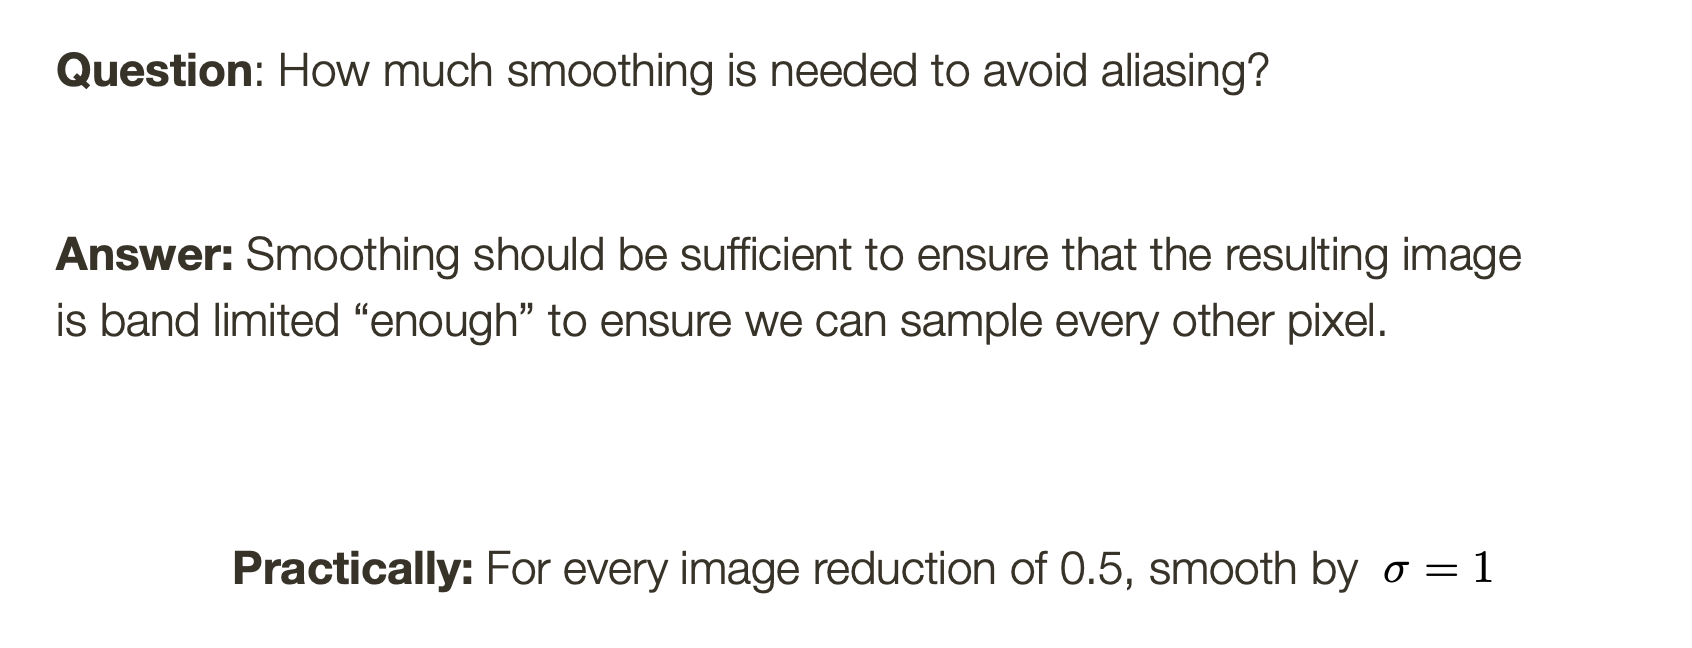 Question: How much smoothing is needed to avoid aliasing?
Answer: Smoothing should be sufficient to ensure that the resulting image
is band limited “enough” to ensure we can sample every other pixel.
Practically: For every image reduction of 0.5, smooth by σ = 1